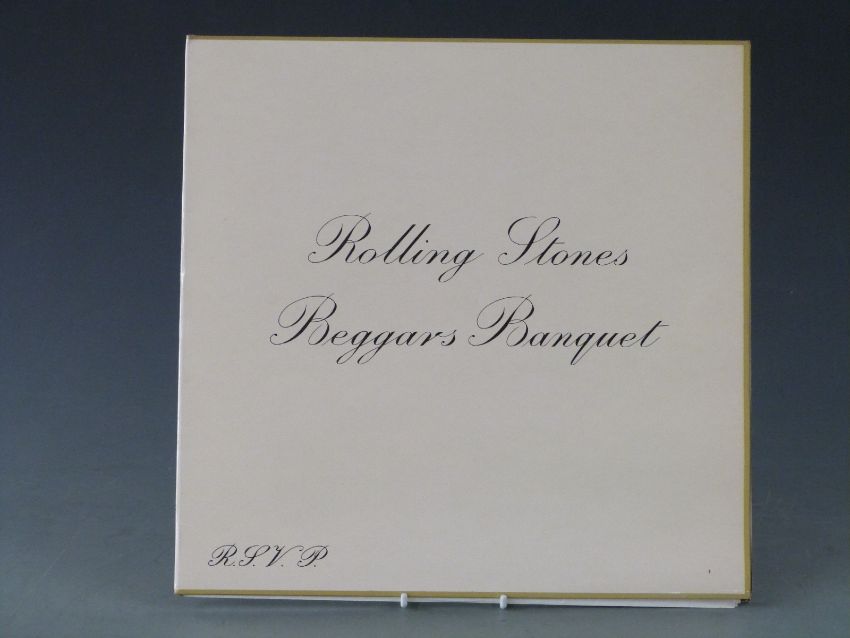 Rolling Stones
Beggars Banquet
R.S.V.P.